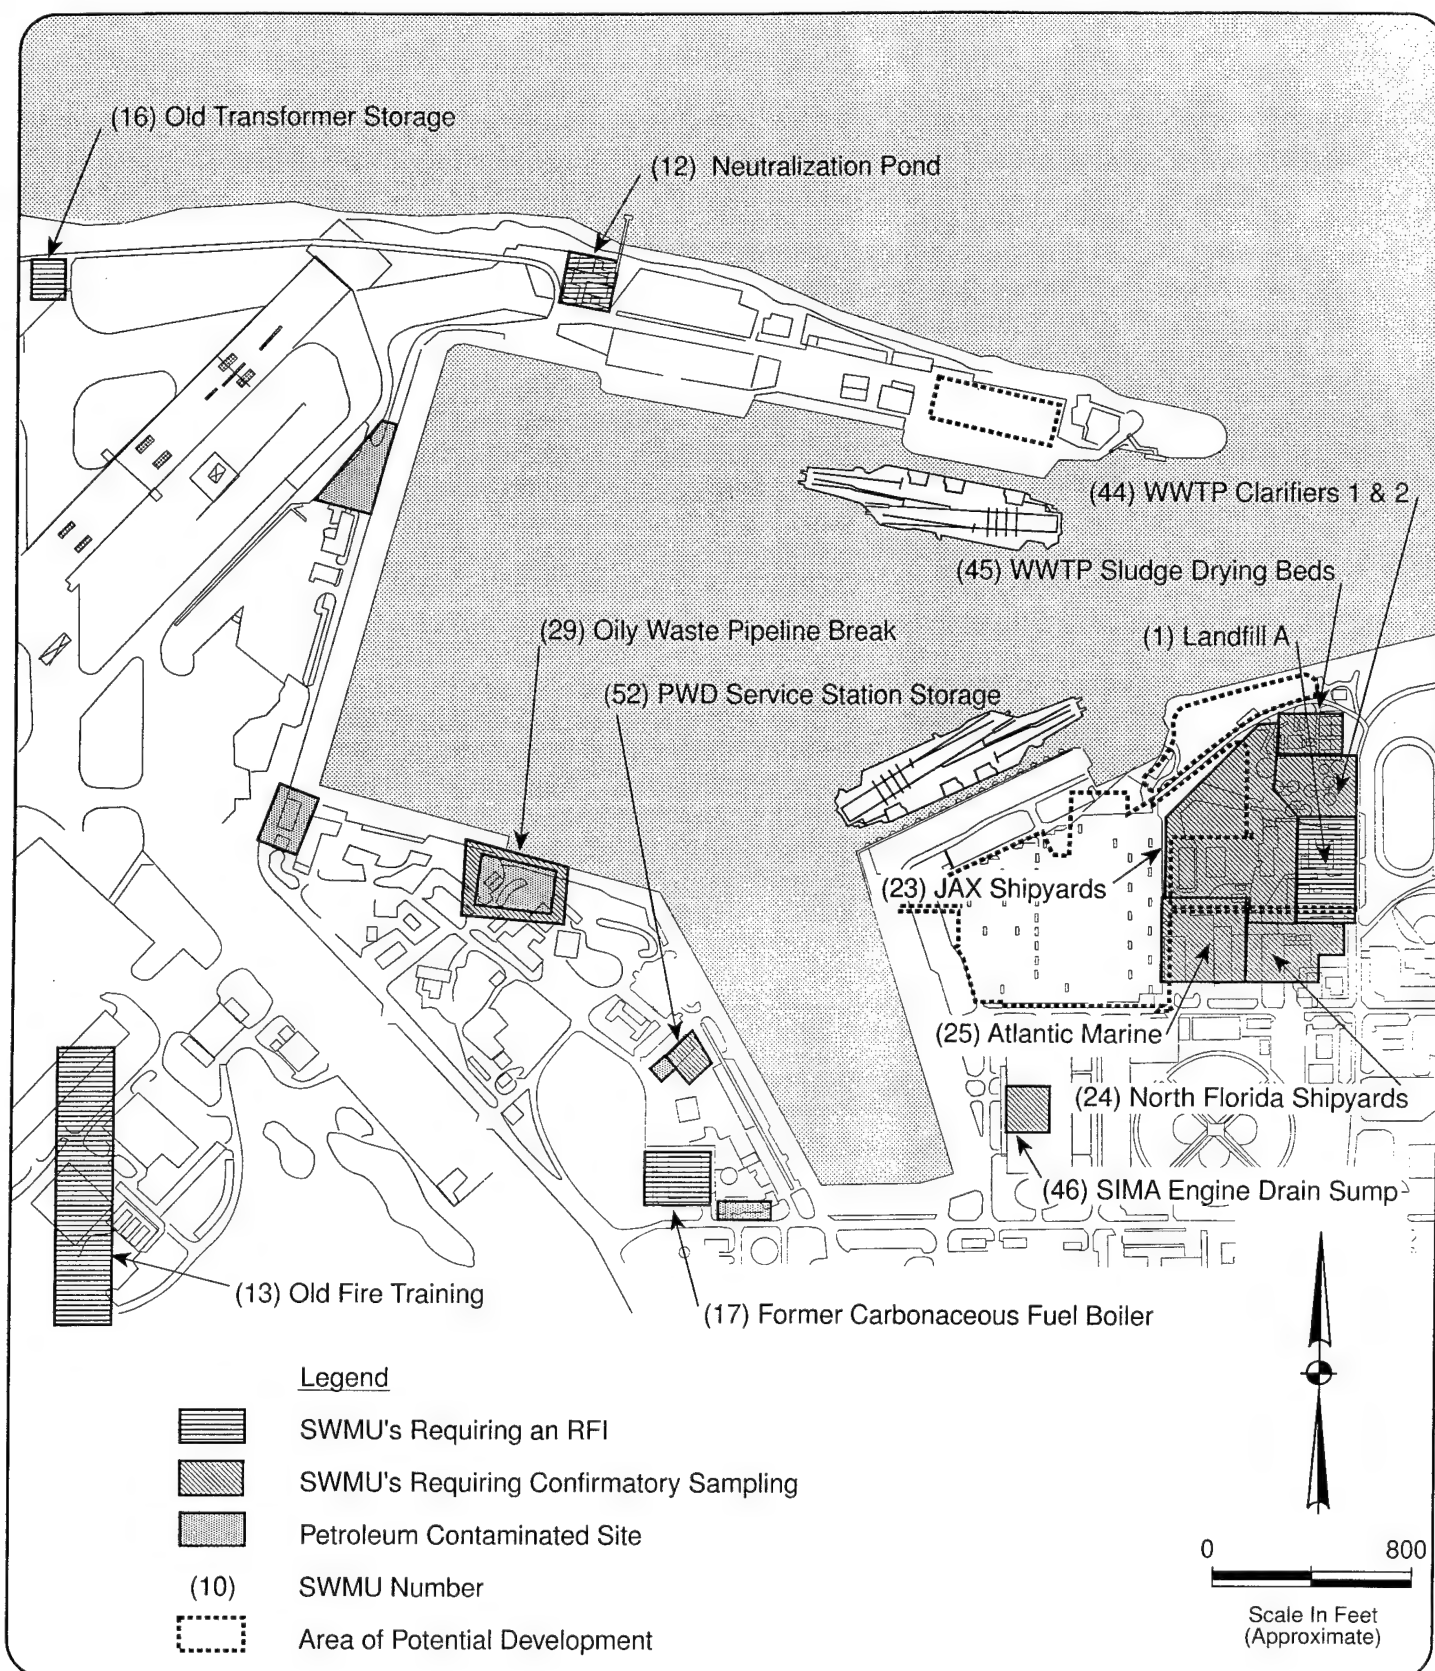 (16) Old Transformer Storage
(12) Neutralization Pond
(44) WWTP Clarifiers 1 & 2
(45) WWTP Sludge Drying Beds
(29) Oily Waste Pipeline Break
(1) Landfill A
(52) PWD Service Station Storage
(23) JAX Shipyards
(25) Atlantic Marine
(24) North Florida Shipyards
(46) SIMA Engine Drain Sump
(13) Old Fire Training
(17) Former Carbonaceous Fuel Boiler
Legend
SWMU's Requiring an RFI
SWMU's Requiring Confirmatory Sampling
Petroleum Contaminated Site
(10) SWMU Number
Area of Potential Development
0 800
Scale In Feet
(Approximate)